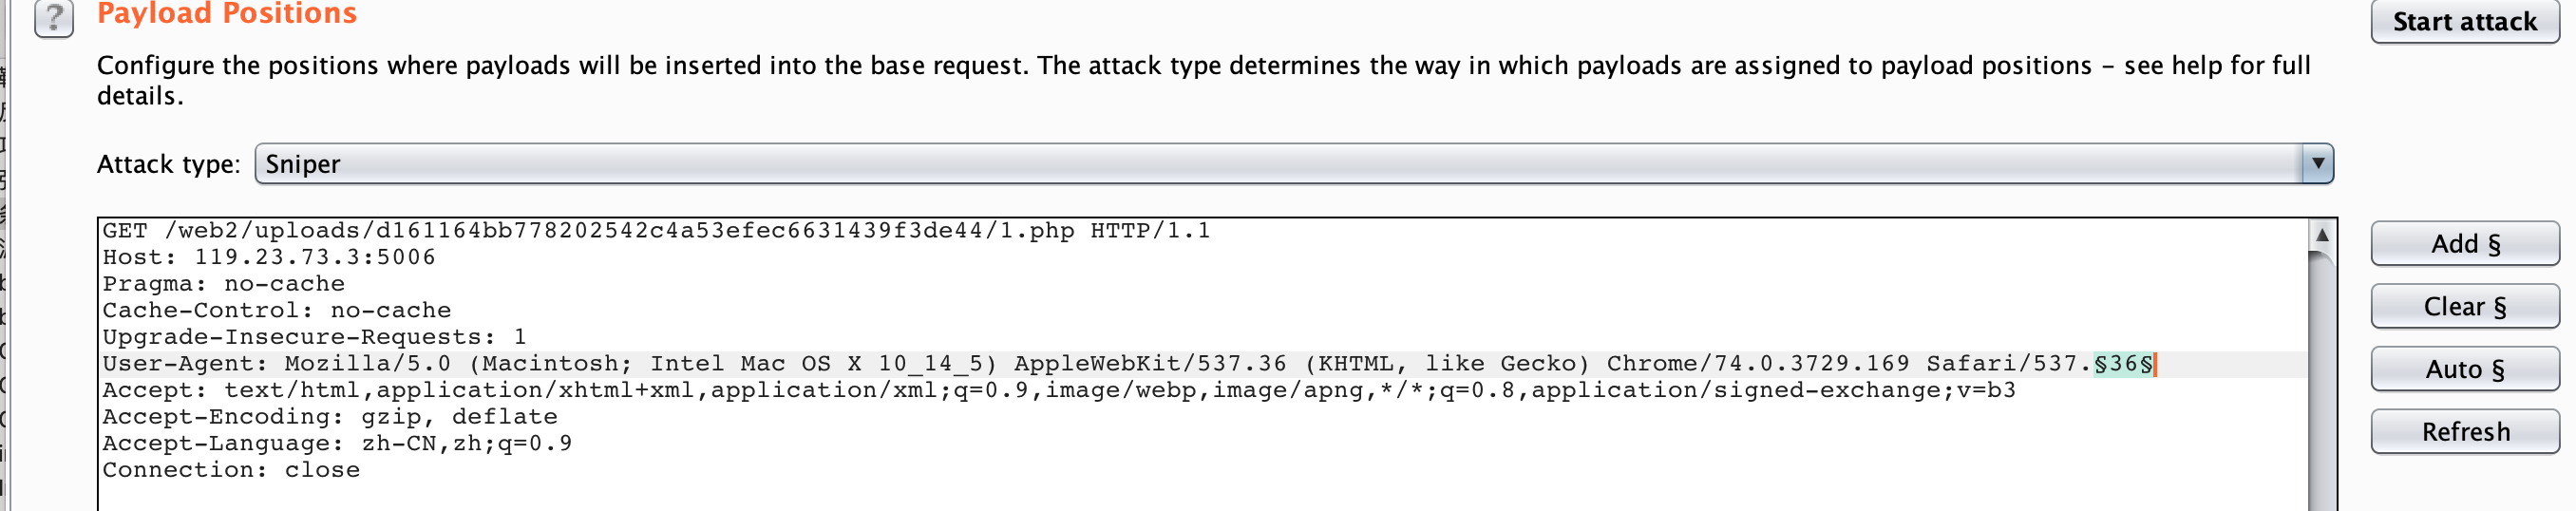 ?
Payload Positions
Start attack
Configure the positions where payloads will be inserted into the base request. The attack type determines the way in which payloads are assigned to payload positions – see help for full
details.
Attack type: Sniper
GET /web2/uploads/d161164bb778202542c4a53efec6631439f3de44/1.php HTTP/1.1
Host: 119.23.73.3:5006
Pragma: no-cache
Cache-Control: no-cache
Upgrade-Insecure-Requests: 1
User-Agent: Mozilla/5.0 (Macintosh; Intel Mac OS X 10_14_5) AppleWebKit/537.36 (KHTML, like Gecko) Chrome/74.0.3729.169 Safari/537.§36§
Accept: text/html,application/xhtml+xml,application/xml;q=0.9,image/webp,image/apng,*/*;q=0.8,application/signed-exchange;v=b3
Accept-Encoding: gzip, deflate
Accept-Language: zh-CN,zh;q=0.9
Connection: close
Add §
Clear §
Auto §
Refresh